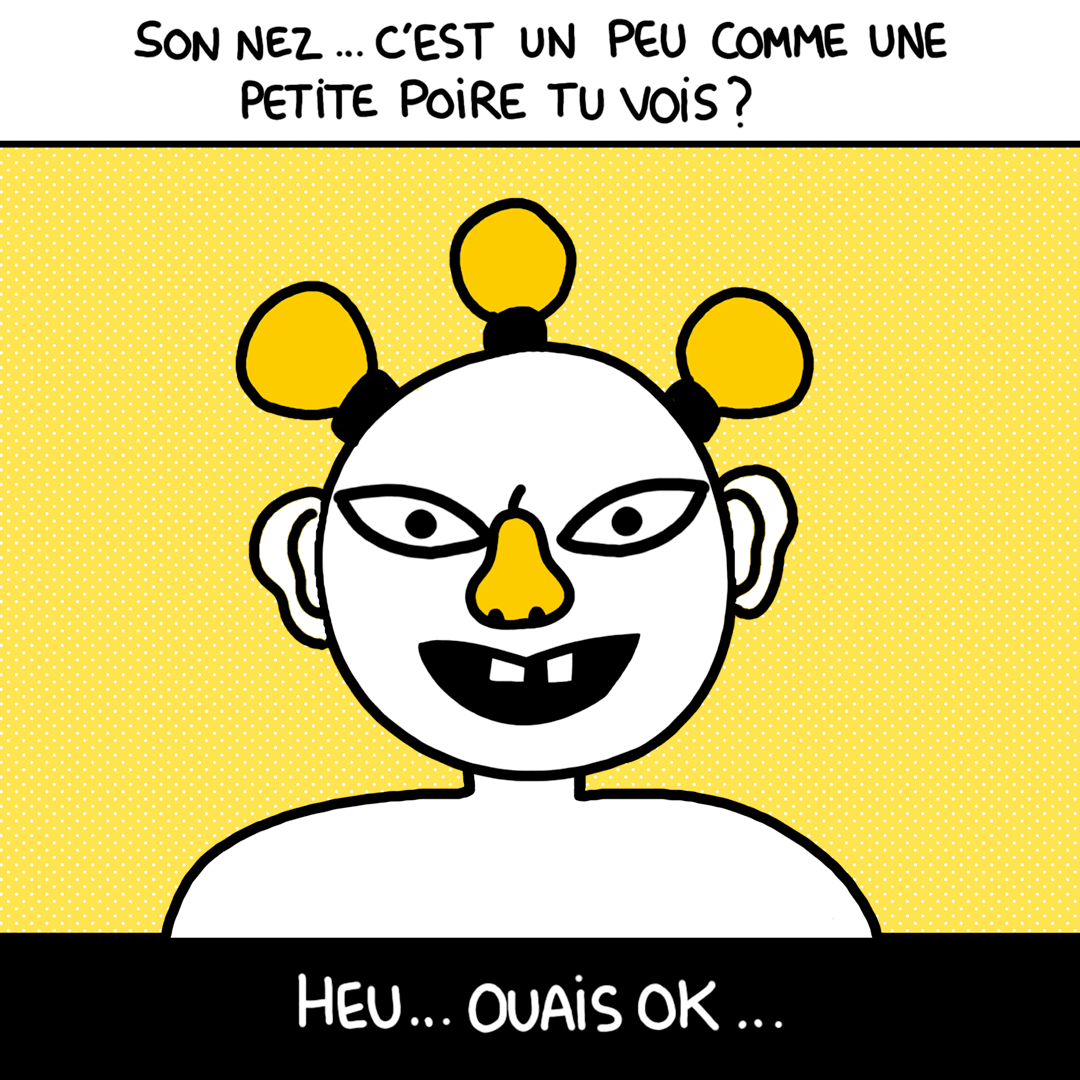 SON NEZ... C'EST UN PEU COMME UNE
PETITE POIRE TU VOIS ?
HEU... OUAIS OK ...